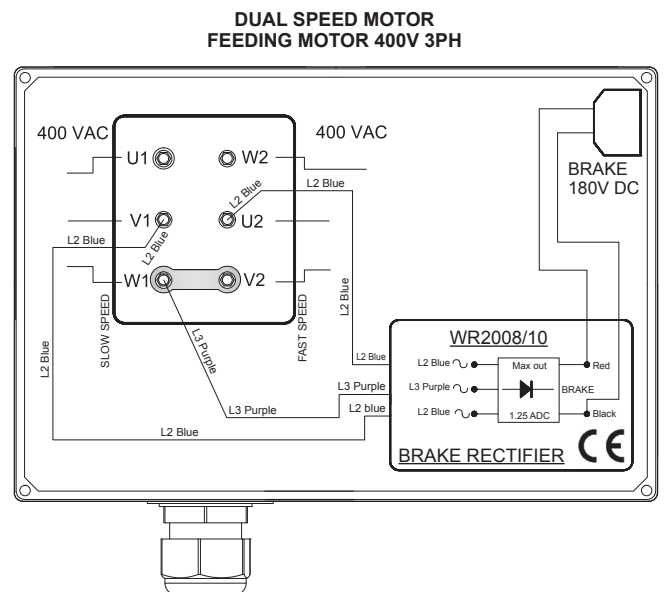 DUAL SPEED MOTOR
FEEDING MOTOR 400V 3PH
400 VAC
400 VAC
U1
W2
BRAKE
180V DC
L2 Blue
L2 Blue
V1
U2
L2 Blue
L2 Blue
W1
V2
SLOW SPEED
FAST SPEED
L2 Blue
L2 Blue
L3 Purple
WR2008/10
L2 Blue
L2 Blue
Max out
Red
L3 Purple
L3 Purple
BRAKE
L3 Purple
L2 blue
L2 Blue
1.25 ADC
Black
L2 Blue
BRAKE RECTIFIER
CE